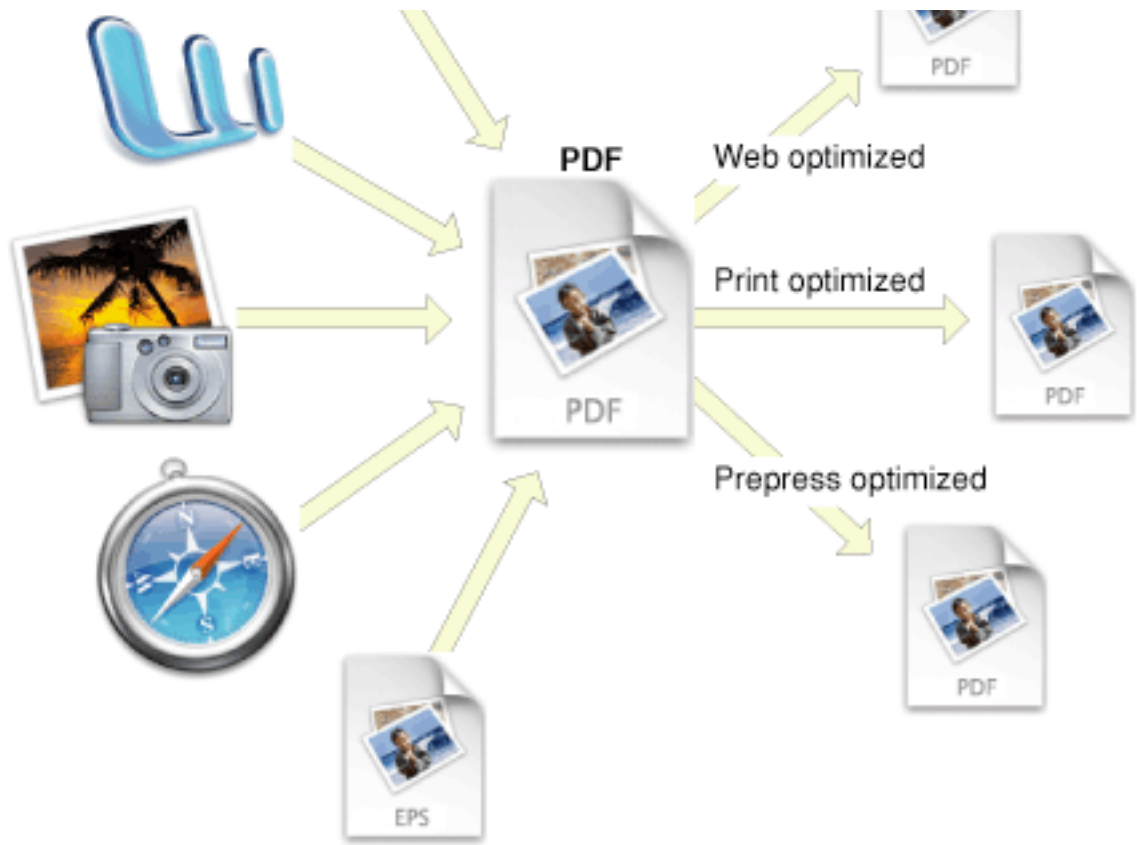 PDF
PDF
Web optimized
Print optimized
PDF
PDF
Prepress optimized
PDF
EPS